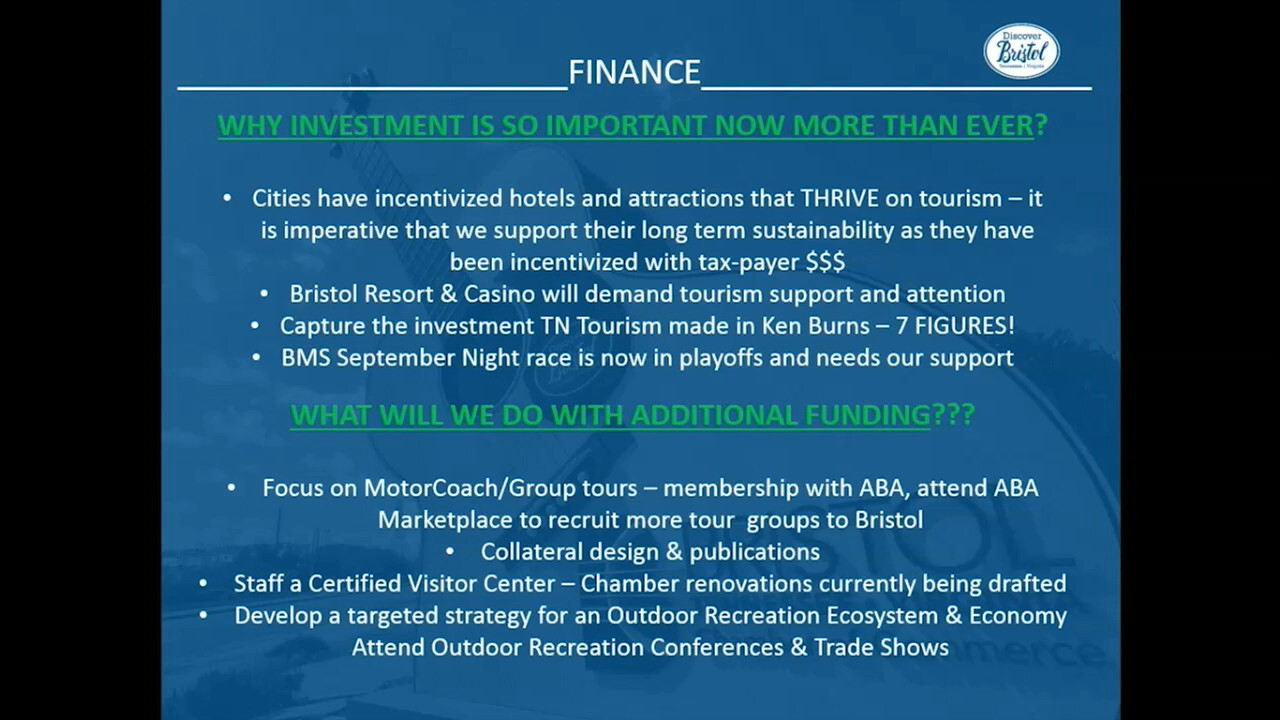 Discover
Bristol
Tennessee | Virginia
FINANCE
WHY INVESTMENT IS SO IMPORTANT NOW MORE THAN EVER?
• Cities have incentivized hotels and attractions that THRIVE on tourism – it
is imperative that we support their long term sustainability as they have
been incentivized with tax-payer $$$
• Bristol Resort & Casino will demand tourism support and attention
• Capture the investment TN Tourism made in Ken Burns – 7 FIGURES!
• BMS September Night race is now in playoffs and needs our support
WHAT WILL WE DO WITH ADDITIONAL FUNDING???
• Focus on MotorCoach/Group tours – membership with ABA, attend ABA
Marketplace to recruit more tour groups to Bristol
• Collateral design & publications
• Staff a Certified Visitor Center – Chamber renovations currently being drafted
• Develop a targeted strategy for an Outdoor Recreation Ecosystem & Economy
Attend Outdoor Recreation Conferences & Trade Shows
BRISTOL